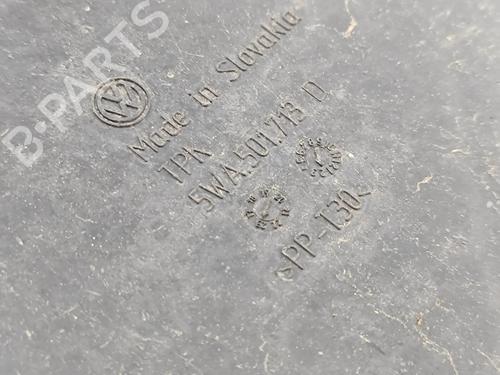 B-PARTS
Made in Slovakia
TPK
5WA.501.713 D
>PP-T30<